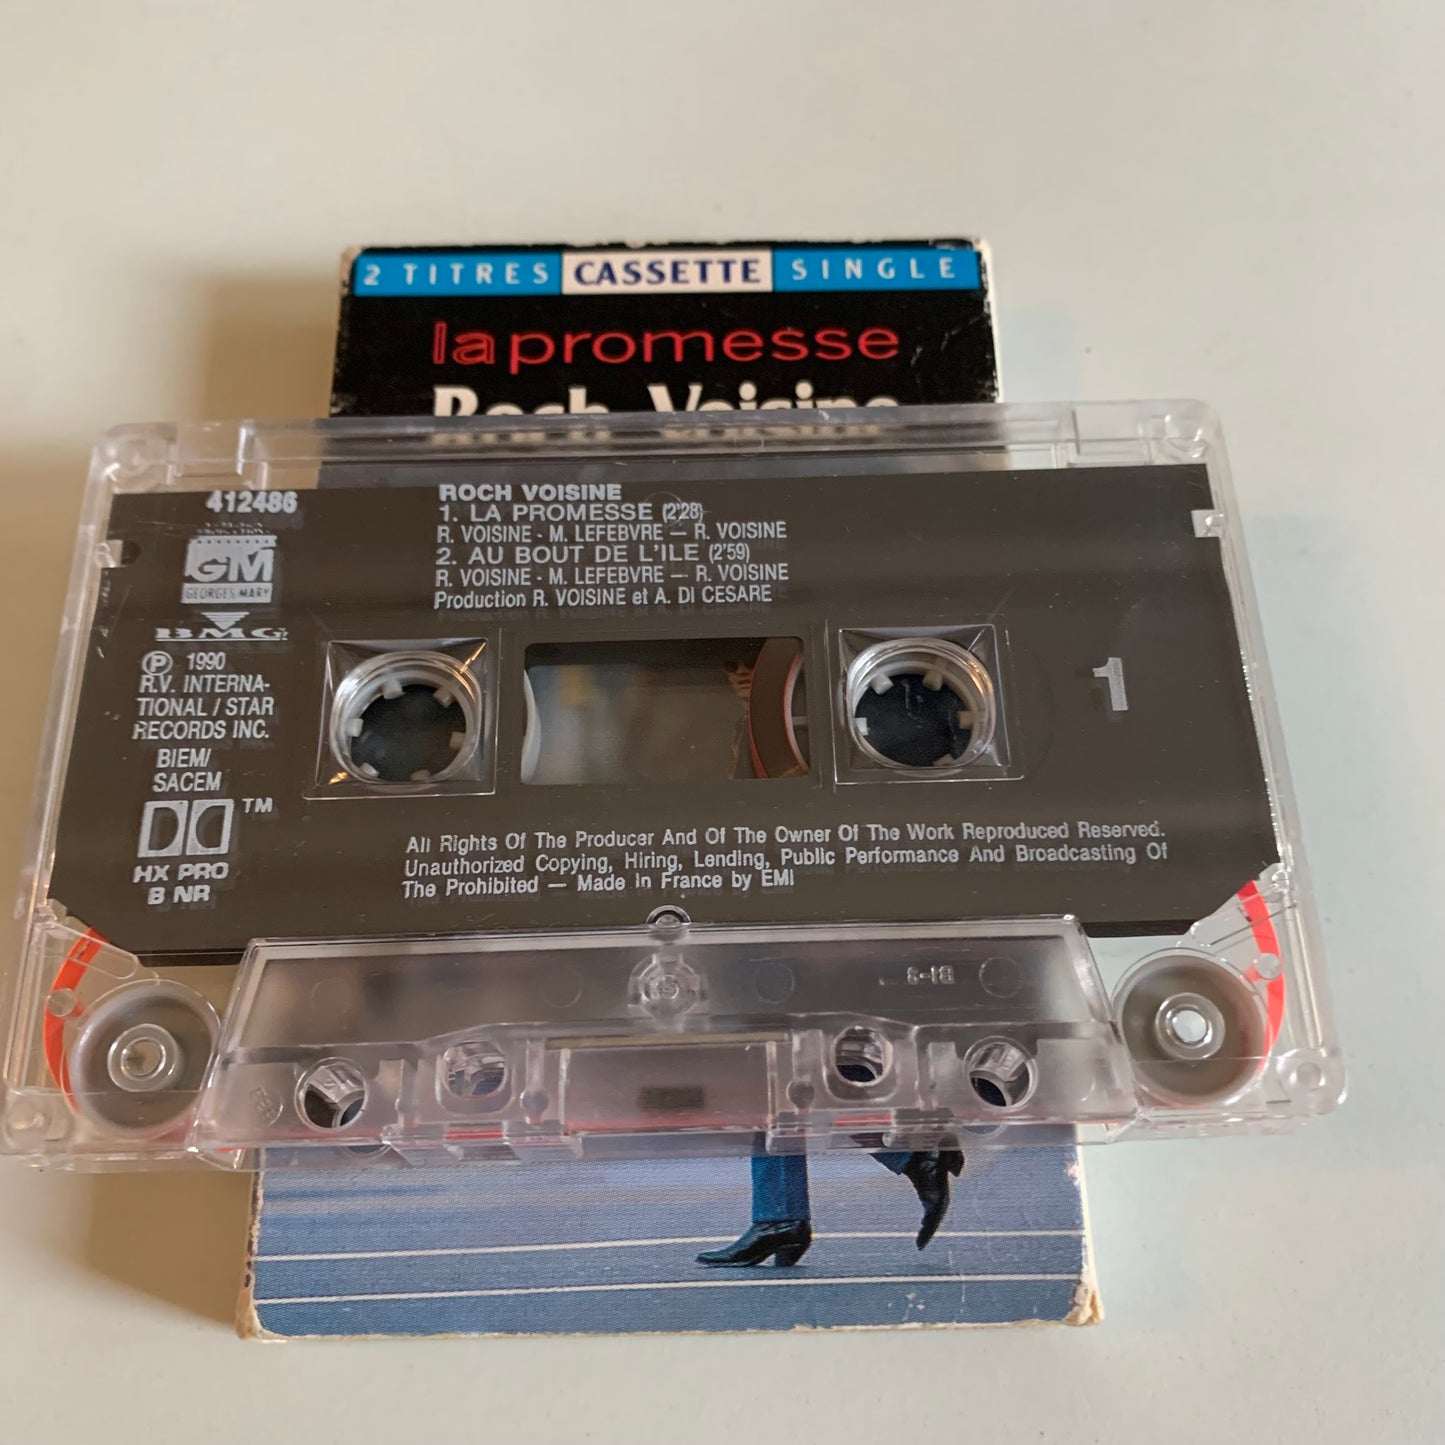 2 TITRES CASSETTE SINGLE
la promesse
Roch Voisine
412486
ROCH VOISINE
1. LA PROMESSE (2'28)
R. VOISINE - M. LEFEBVRE — R. VOISINE
2. AU BOUT DE L'ILE (2'59)
R. VOISINE - M. LEFEBVRE — R. VOISINE
Production R. VOISINE et A. DI CESARE
GM
GEORGES MARY
BMG
Ⓟ 1990
R.V. INTERNA-
TIONAL / STAR
RECORDS INC.
BIEM/
SACEM
TM
HX PRO
B NR
1
All Rights Of The Producer And Of The Owner Of The Work Reproduced Reserved.
Unauthorized Copying, Hiring, Lending, Public Performance And Broadcasting Of
The Prohibited — Made In France by EMI